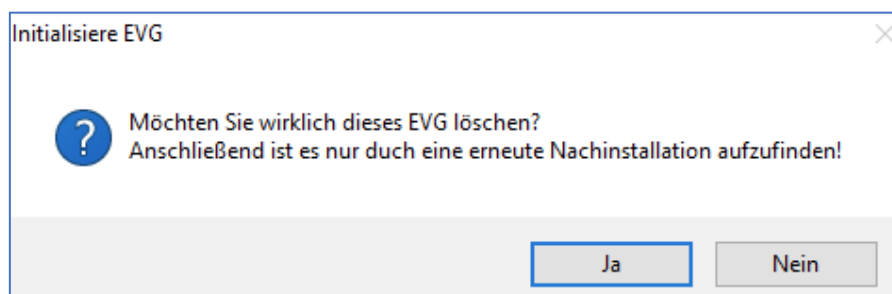 Initialisiere EVG
Möchten Sie wirklich dieses EVG löschen?
Anschließend ist es nur duch eine erneute Nachinstallation aufzufinden!
Ja
Nein